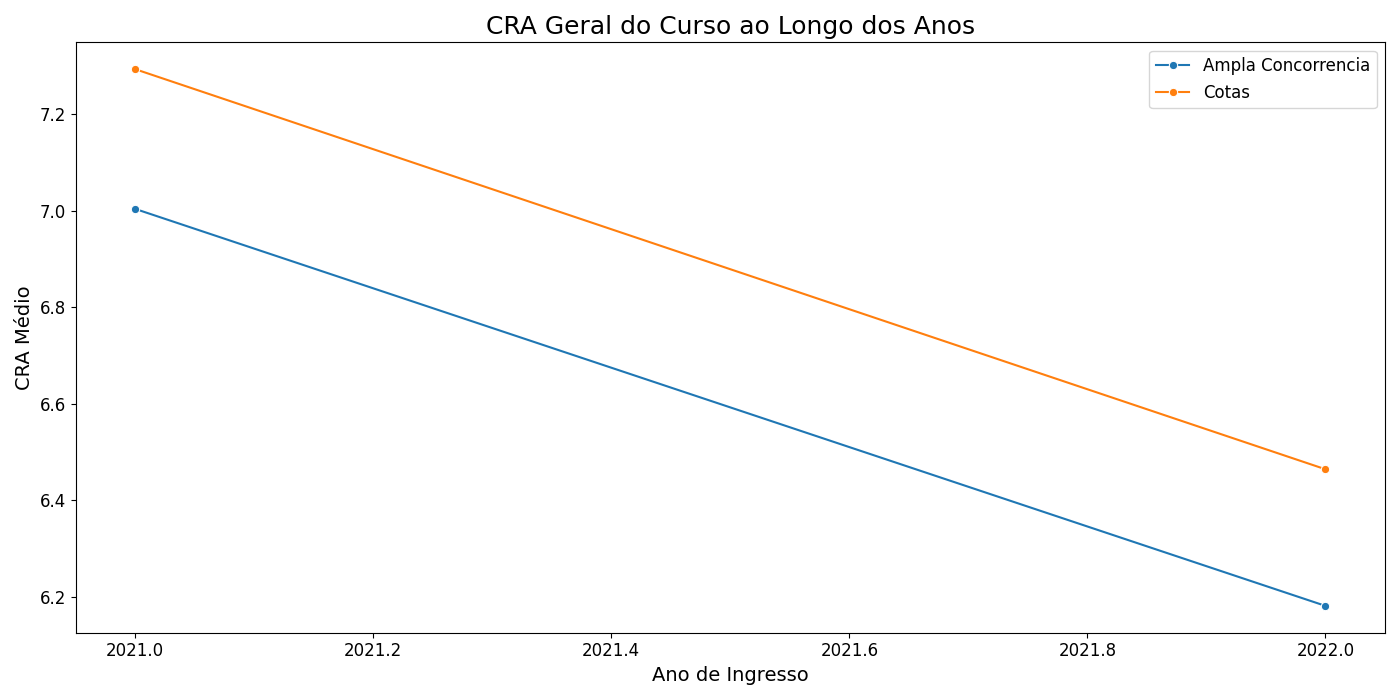 CRA Geral do Curso ao Longo dos Anos
Ampla Concorrencia
Cotas
CRA Médio
7.2
7.0
6.8
6.6
6.4
6.2
2021.0 2021.2 2021.4 2021.6 2021.8 2022.0
Ano de Ingresso